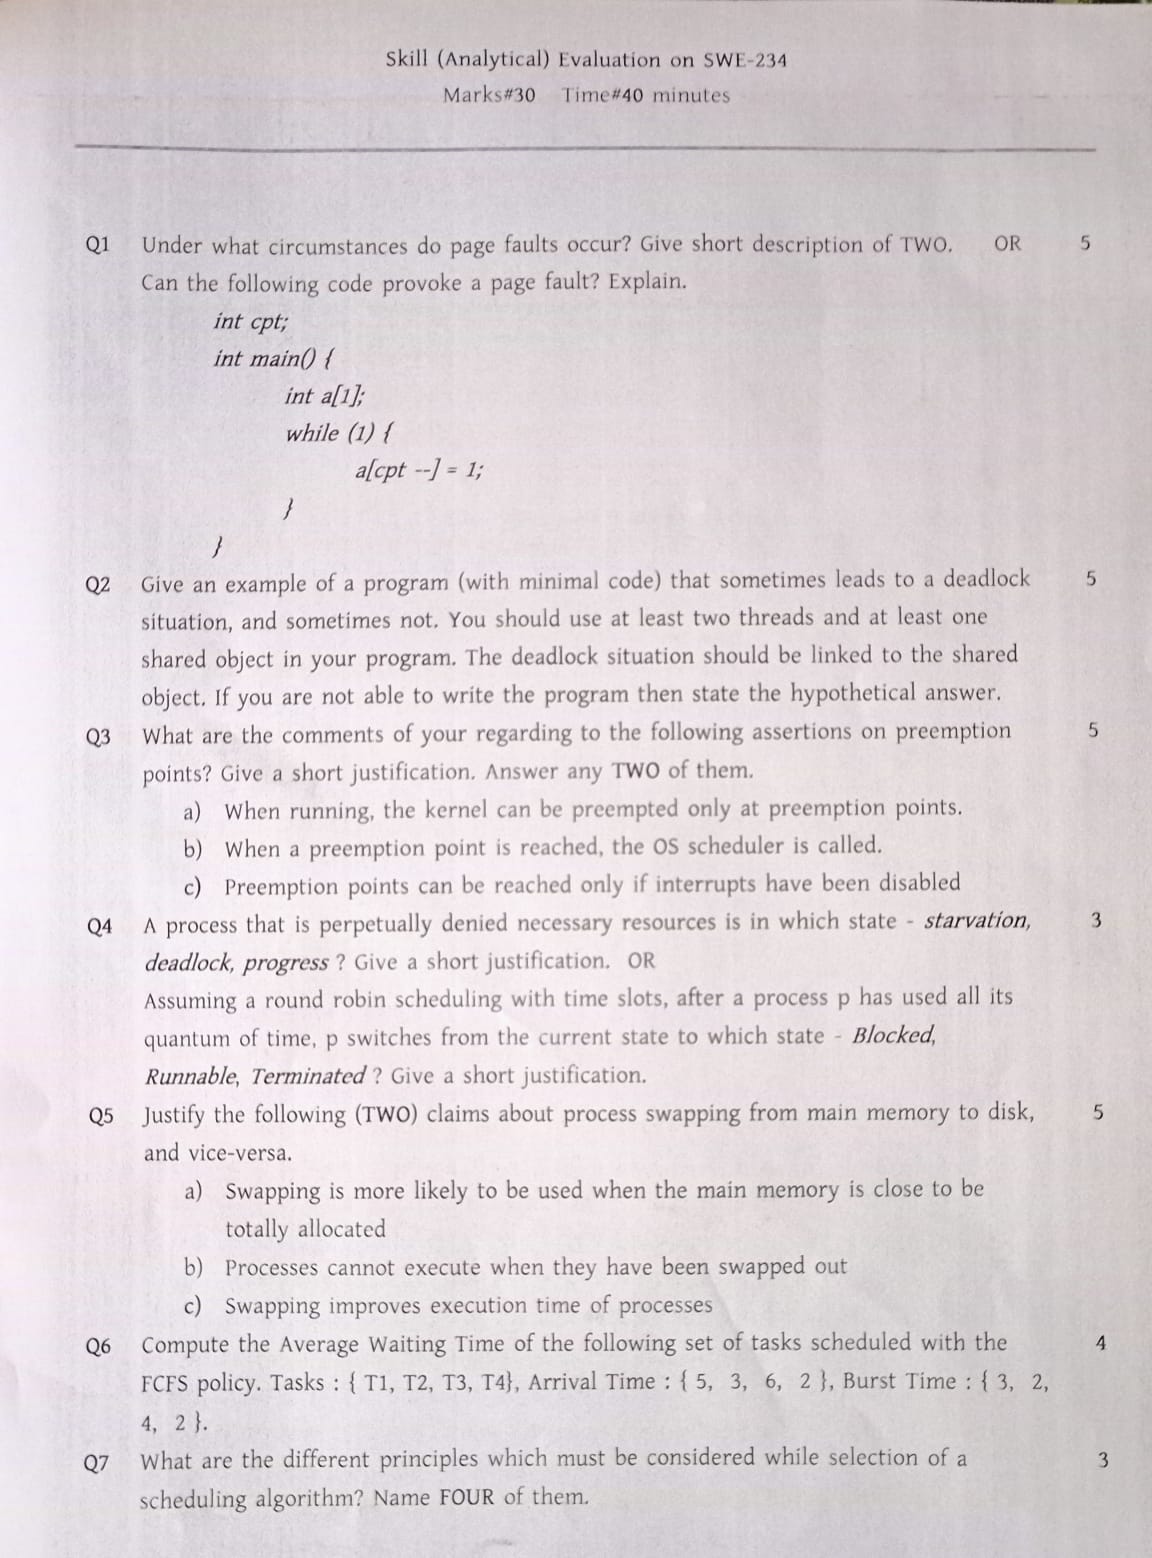 Skill (Analytical) Evaluation on SWE-234
Marks#30 Time#40 minutes
Q1 Under what circumstances do page faults occur? Give short description of TWO. OR 5
Can the following code provoke a page fault? Explain.
int cpt;
int main() {
int a[1];
while (1) {
a[cpt --] = 1;
}
}
Q2 Give an example of a program (with minimal code) that sometimes leads to a deadlock 5
situation, and sometimes not. You should use at least two threads and at least one
shared object in your program. The deadlock situation should be linked to the shared
object. If you are not able to write the program then state the hypothetical answer.
Q3 What are the comments of your regarding to the following assertions on preemption 5
points? Give a short justification. Answer any TWO of them.
a) When running, the kernel can be preempted only at preemption points.
b) When a preemption point is reached, the OS scheduler is called.
c) Preemption points can be reached only if interrupts have been disabled
Q4 A process that is perpetually denied necessary resources is in which state - starvation, 3
deadlock, progress ? Give a short justification. OR
Assuming a round robin scheduling with time slots, after a process p has used all its
quantum of time, p switches from the current state to which state - Blocked,
Runnable, Terminated ? Give a short justification.
Q5 Justify the following (TWO) claims about process swapping from main memory to disk, 5
and vice-versa.
a) Swapping is more likely to be used when the main memory is close to be
totally allocated
b) Processes cannot execute when they have been swapped out
c) Swapping improves execution time of processes
Q6 Compute the Average Waiting Time of the following set of tasks scheduled with the 4
FCFS policy. Tasks : { T1, T2, T3, T4}, Arrival Time : { 5, 3, 6, 2 }, Burst Time : { 3, 2,
4, 2 }.
Q7 What are the different principles which must be considered while selection of a 3
scheduling algorithm? Name FOUR of them.